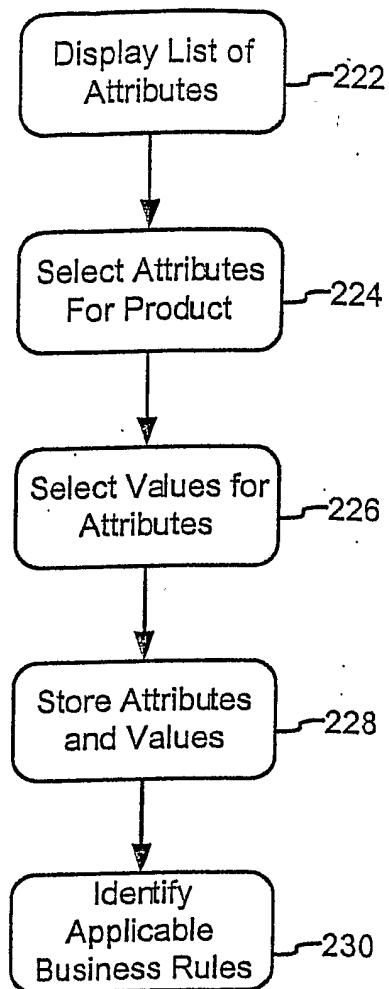 Display List of
Attributes
222
Select Attributes
For Product
224
Select Values for
Attributes
226
Store Attributes
and Values
228
Identify
Applicable
Business Rules
230